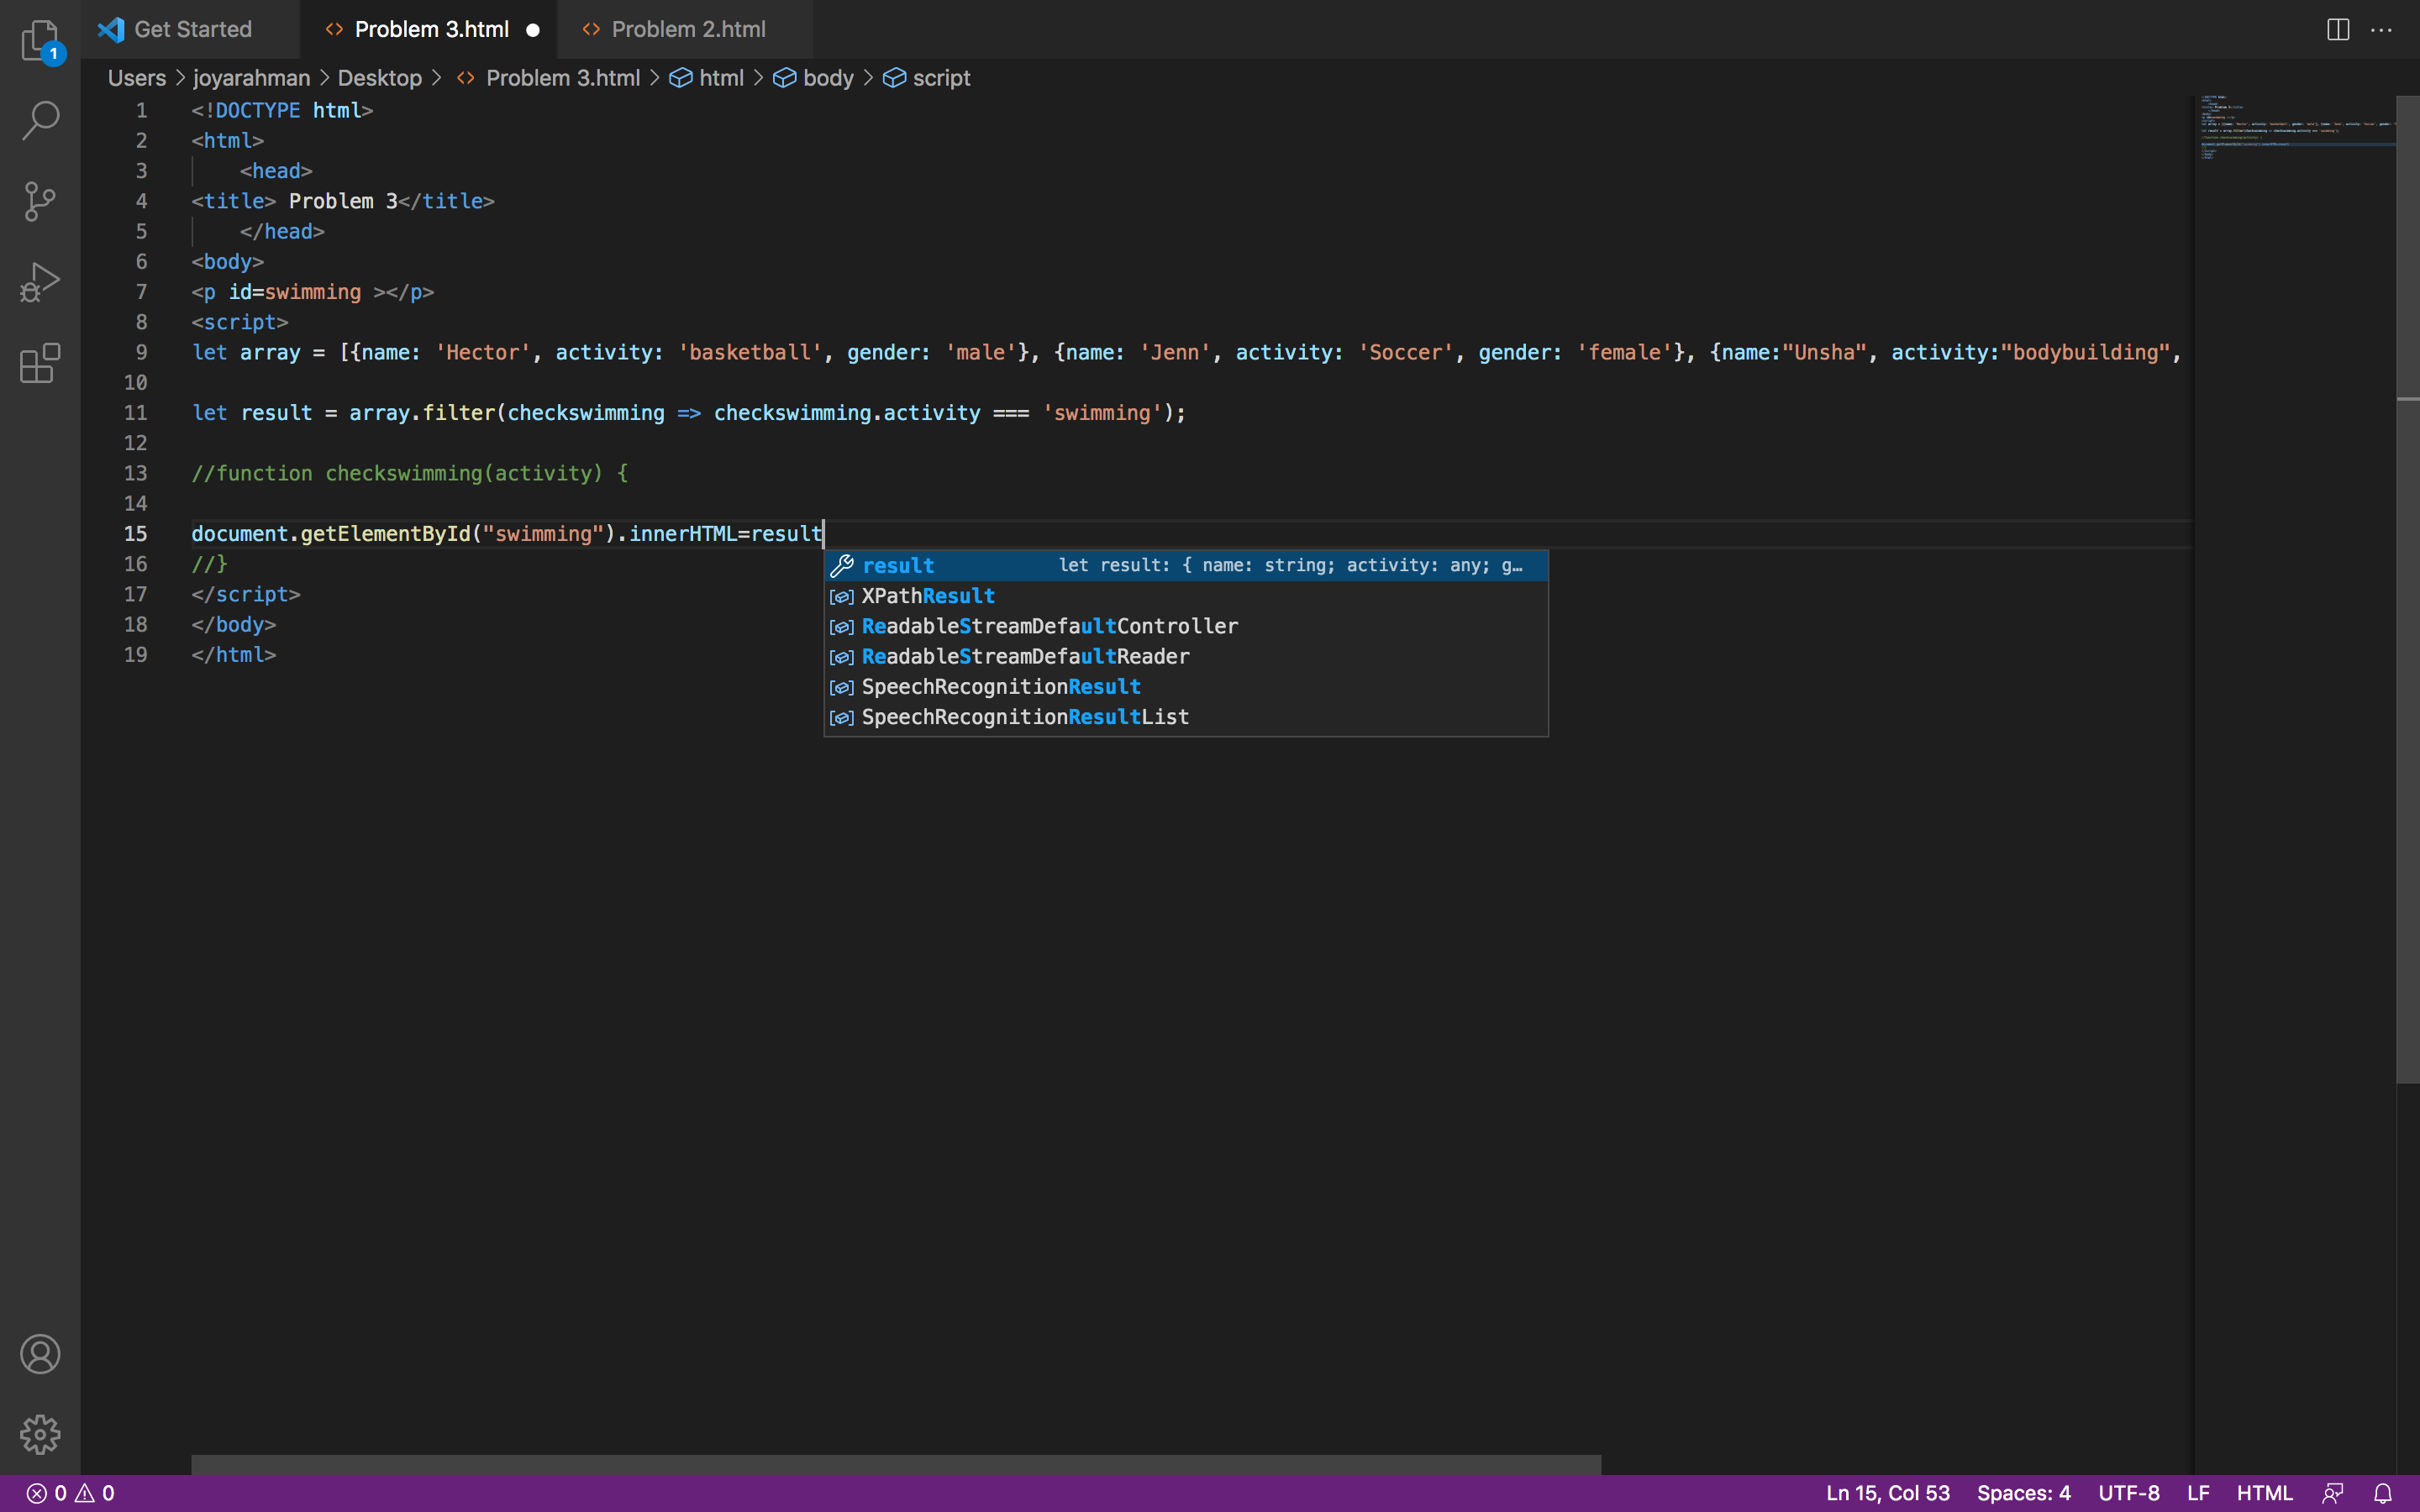 1
Get Started
Problem 3.html
Problem 2.html
Users > joyarahman > Desktop > Problem 3.html > html > body > script
1 <!DOCTYPE html>
2 <html>
3 <head>
4 <title> Problem 3</title>
5 </head>
6 <body>
7 <p id=swimming ></p>
8 <script>
9 let array = [{name: 'Hector', activity: 'basketball', gender: 'male'}, {name: 'Jenn', activity: 'Soccer', gender: 'female'}, {name:"Unsha", activity:"bodybuilding",
10
11 let result = array.filter(checkswimming => checkswimming.activity === 'swimming');
12
13 //function checkswimming(activity) {
14
15 document.getElementById("swimming").innerHTML=result
result let result: { name: string; activity: any; g…
16 //}
XPathResult
17 </script>
ReadableStreamDefaultController
18 </body>
ReadableStreamDefaultReader
19 </html>
SpeechRecognitionResult
SpeechRecognitionResultList
0 0
Ln 15, Col 53 Spaces: 4 UTF-8 LF HTML